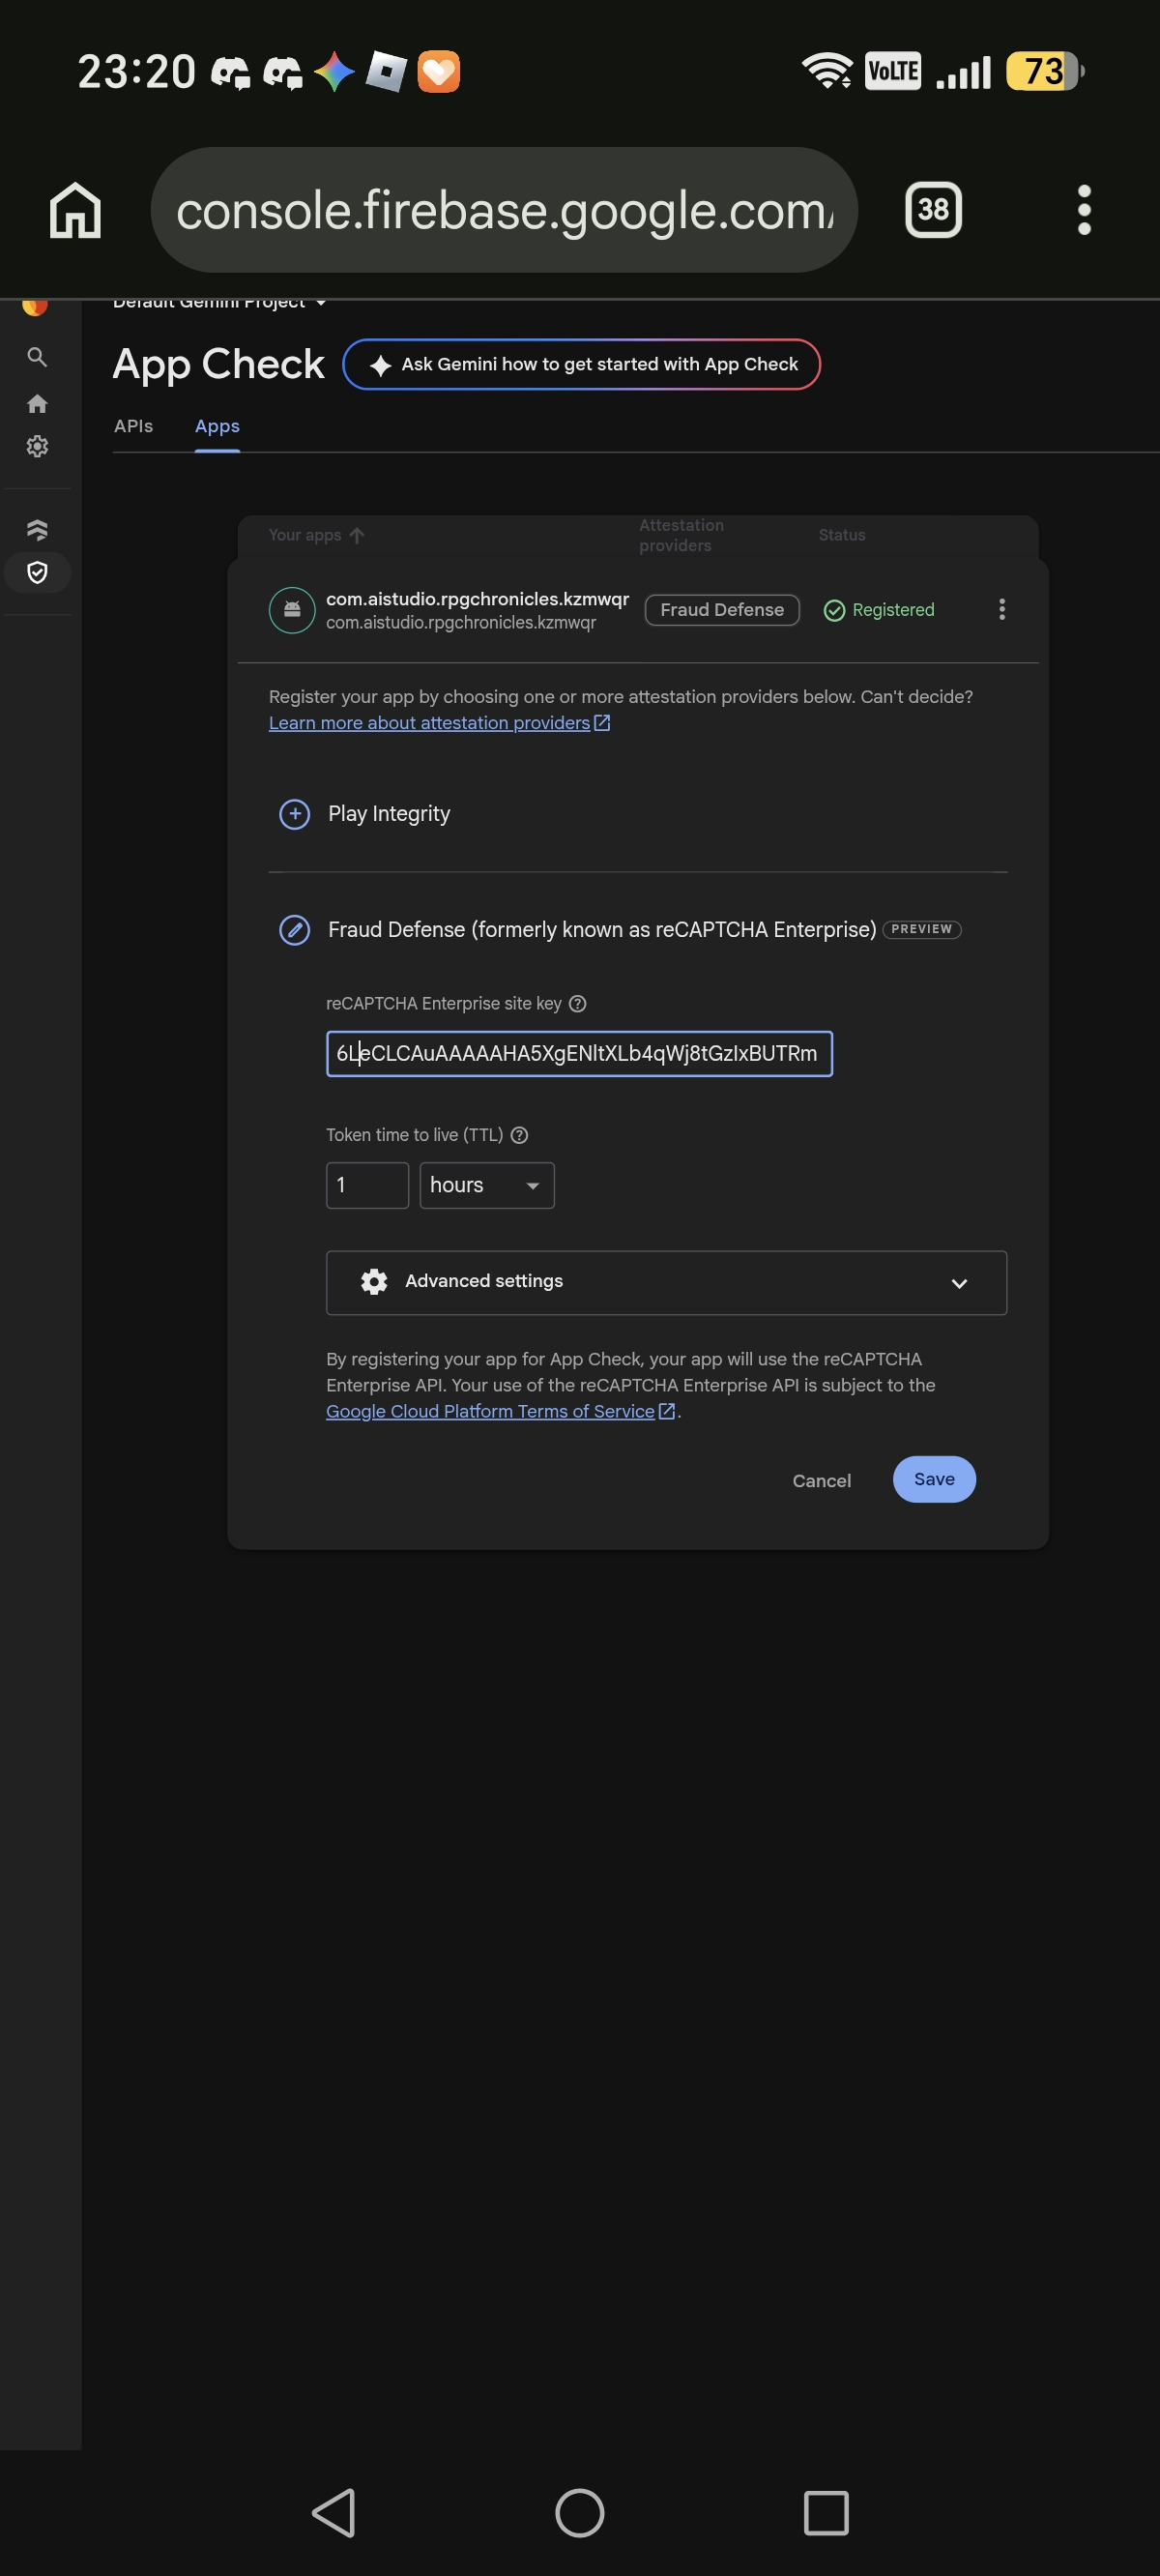 23:20
VoLTE
73
console.firebase.google.com/
38
Default Gemini Project
App Check
Ask Gemini how to get started with App Check
APIs
Apps
Your apps
Attestation providers
Status
com.aistudio.rpgchronicles.kzmwqr
com.aistudio.rpgchronicles.kzmwqr
Fraud Defense
Registered
Register your app by choosing one or more attestation providers below. Can't decide?
Learn more about attestation providers
Play Integrity
Fraud Defense (formerly known as reCAPTCHA Enterprise)
PREVIEW
reCAPTCHA Enterprise site key
6LeCLCAuAAAAAHA5XgENltXLb4qWj8tGzIxBUTRm
Token time to live (TTL)
1
hours
Advanced settings
By registering your app for App Check, your app will use the reCAPTCHA
Enterprise API. Your use of the reCAPTCHA Enterprise API is subject to the
Google Cloud Platform Terms of Service.
Cancel
Save